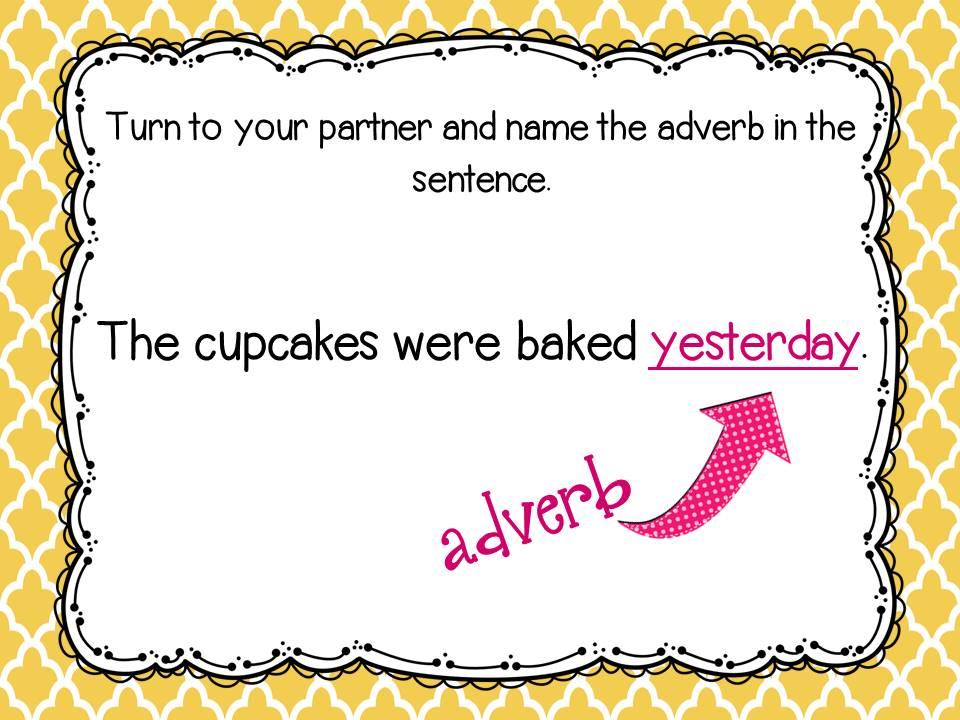 Turn to your partner and name the adverb in the
sentence.
The cupcakes were baked yesterday.
adverb